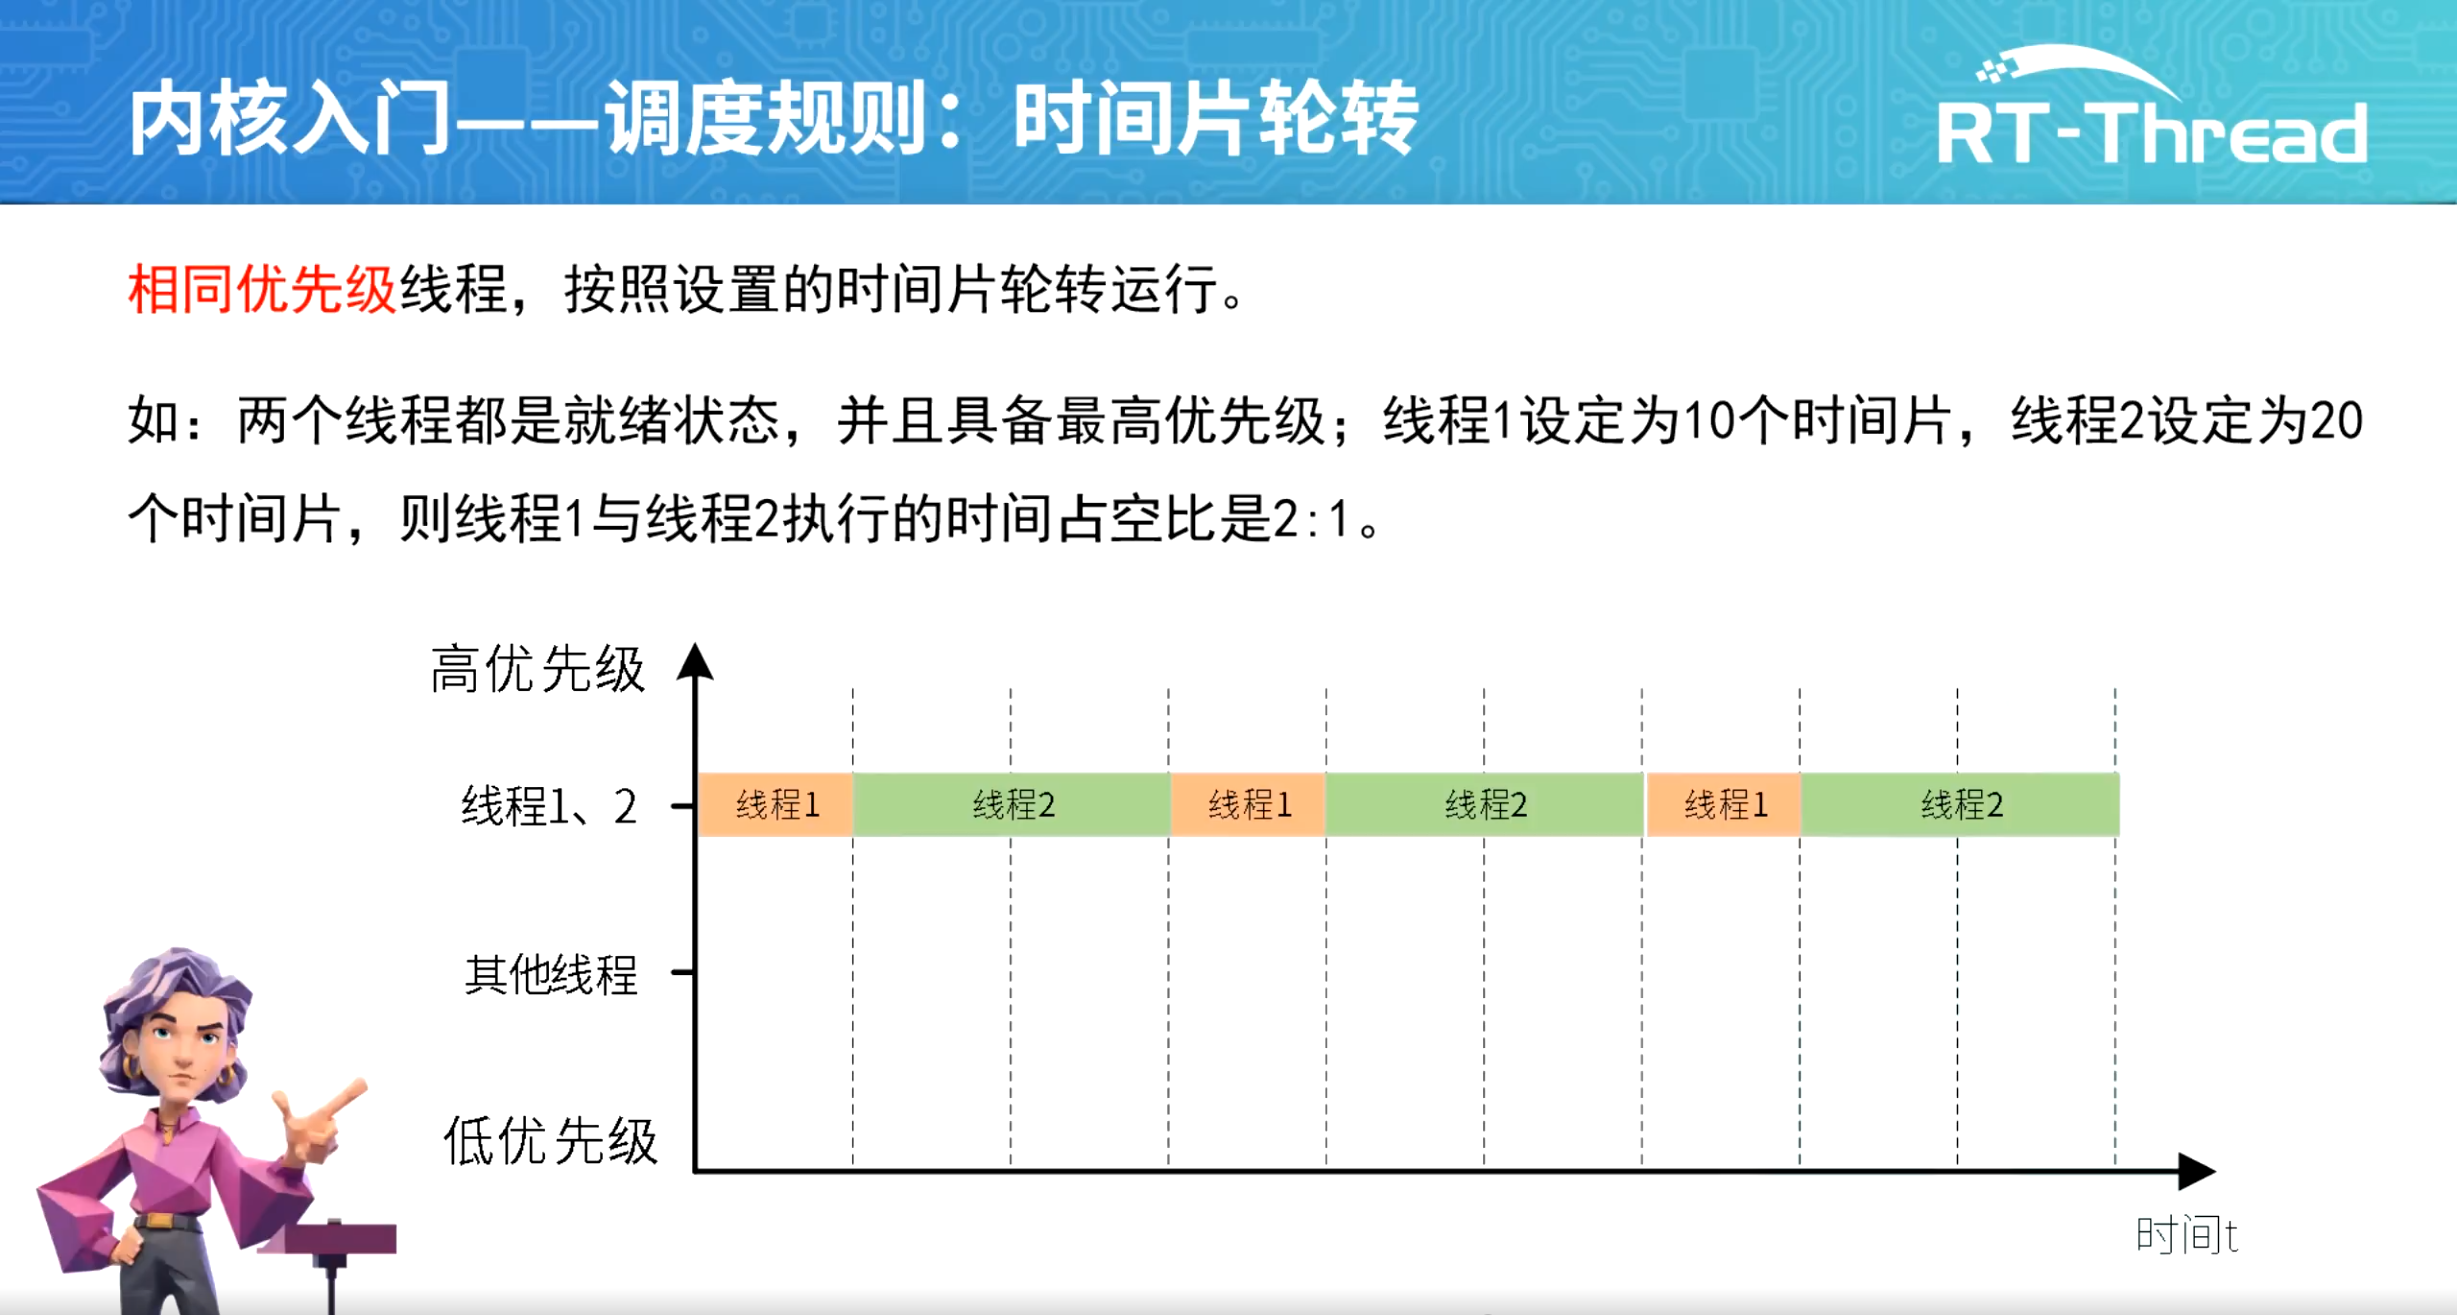 内核入门——调度规则：时间片轮转
RT-Thread
相同优先级线程，按照设置的时间片轮转运行。
如：两个线程都是就绪状态，并且具备最高优先级；线程1设定为10个时间片，线程2设定为20
个时间片，则线程1与线程2执行的时间占空比是2:1。
高优先级
线程1、2
线程1
线程2
线程1
线程2
线程1
线程2
其他线程
低优先级
时间t